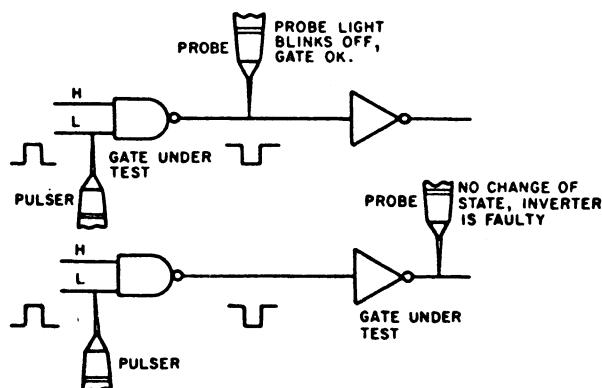 PROBE
PROBE LIGHT
BLINKS OFF,
GATE OK.
H
L
GATE UNDER
TEST
PULSER
PROBE
NO CHANGE OF
STATE, INVERTER
IS FAULTY
H
L
GATE UNDER
TEST
PULSER